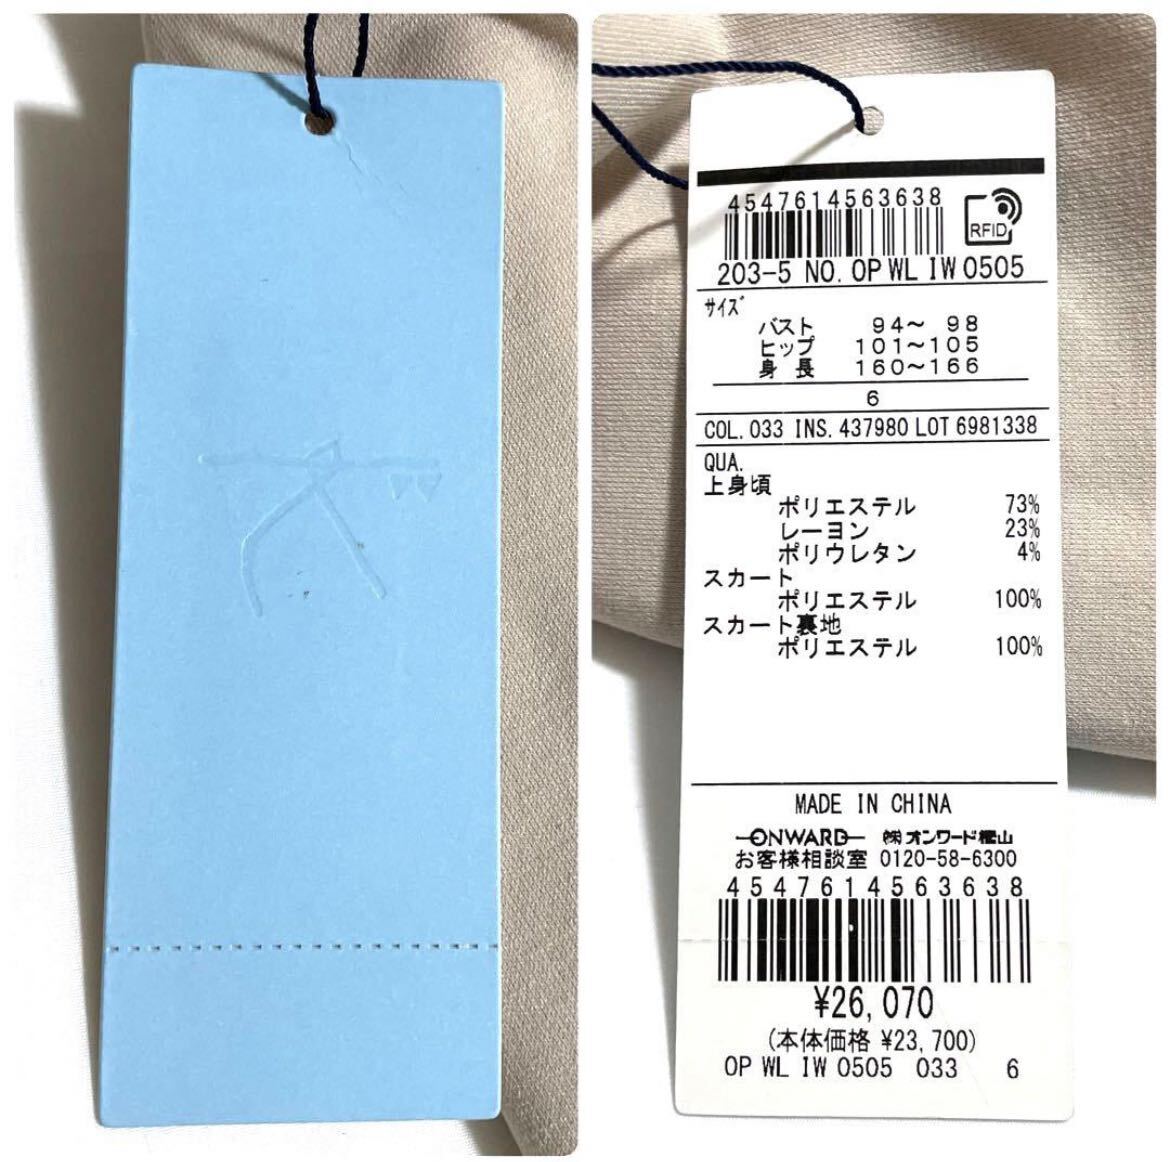 4547614563638
RFID
203-5 NO. OP WL IW 0505
サイズ
バスト 94～ 98
ヒップ 101～105
身 長 160～166
6
COL. 033 INS. 437980 LOT 6981338
QUA.
上身頃
ポリエステル 73%
レーヨン 23%
ポリウレタン 4%
スカート
ポリエステル 100%
スカート裏地
ポリエステル 100%
MADE IN CHINA
ONWARD ㈱オンワード樫山
お客様相談室 0120-58-6300
4547614563638
¥26,070
(本体価格 ¥23,700)
OP WL IW 0505 033 6